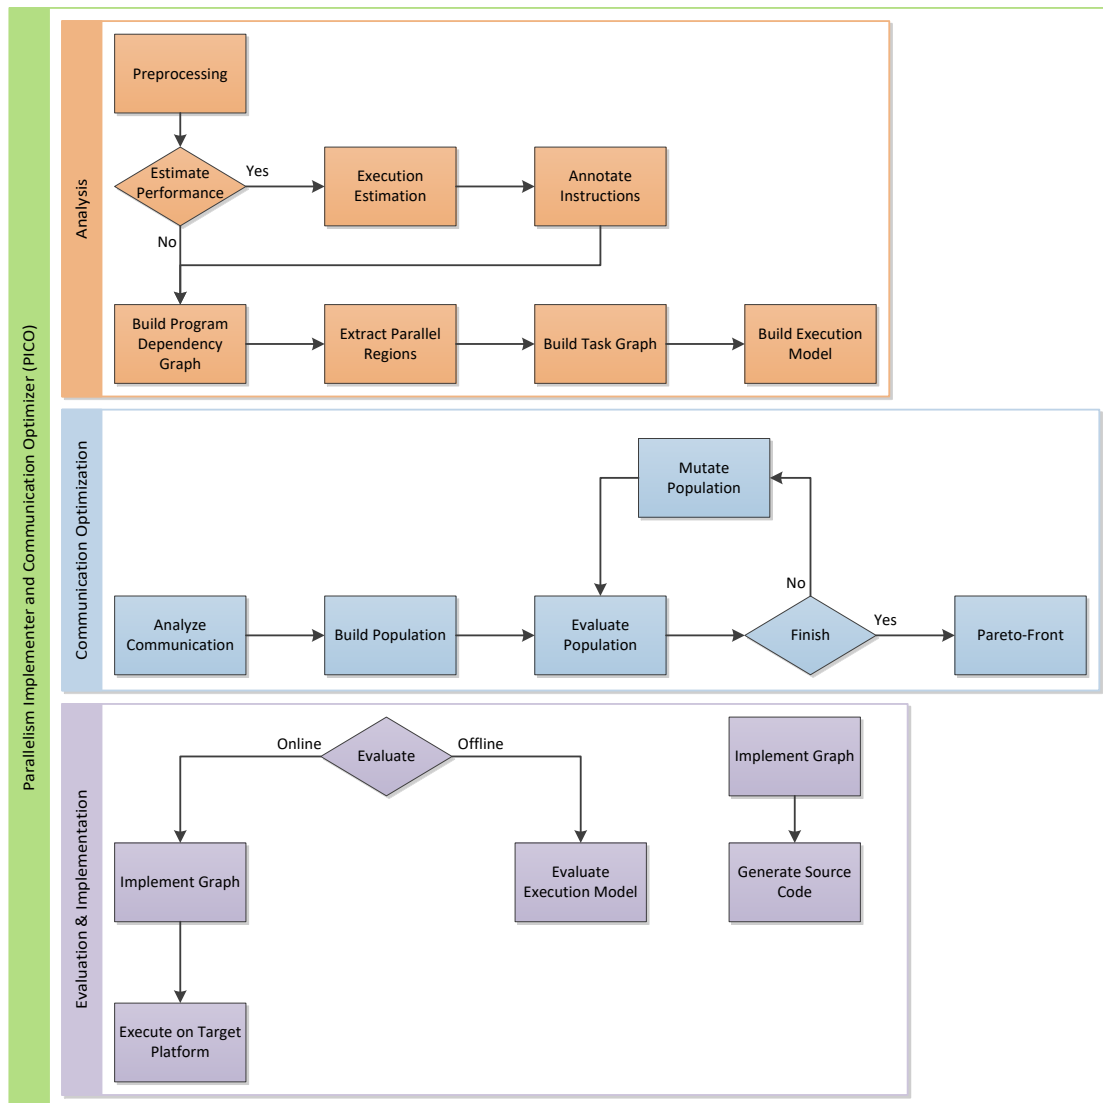 Parallelism Implementer and Communication Optimizer (PICO)
Analysis
Preprocessing
Estimate
Performance
Yes
No
Execution
Estimation
Annotate
Instructions
Build Program
Dependency
Graph
Extract Parallel
Regions
Build Task Graph
Build Execution
Model
Communication Optimization
Mutate
Population
Analyze
Communication
Build Population
Evaluate
Population
No
Finish
Yes
Pareto-Front
Evaluation & Implementation
Online
Evaluate
Offline
Implement Graph
Implement Graph
Evaluate
Execution Model
Generate Source
Code
Execute on Target
Platform